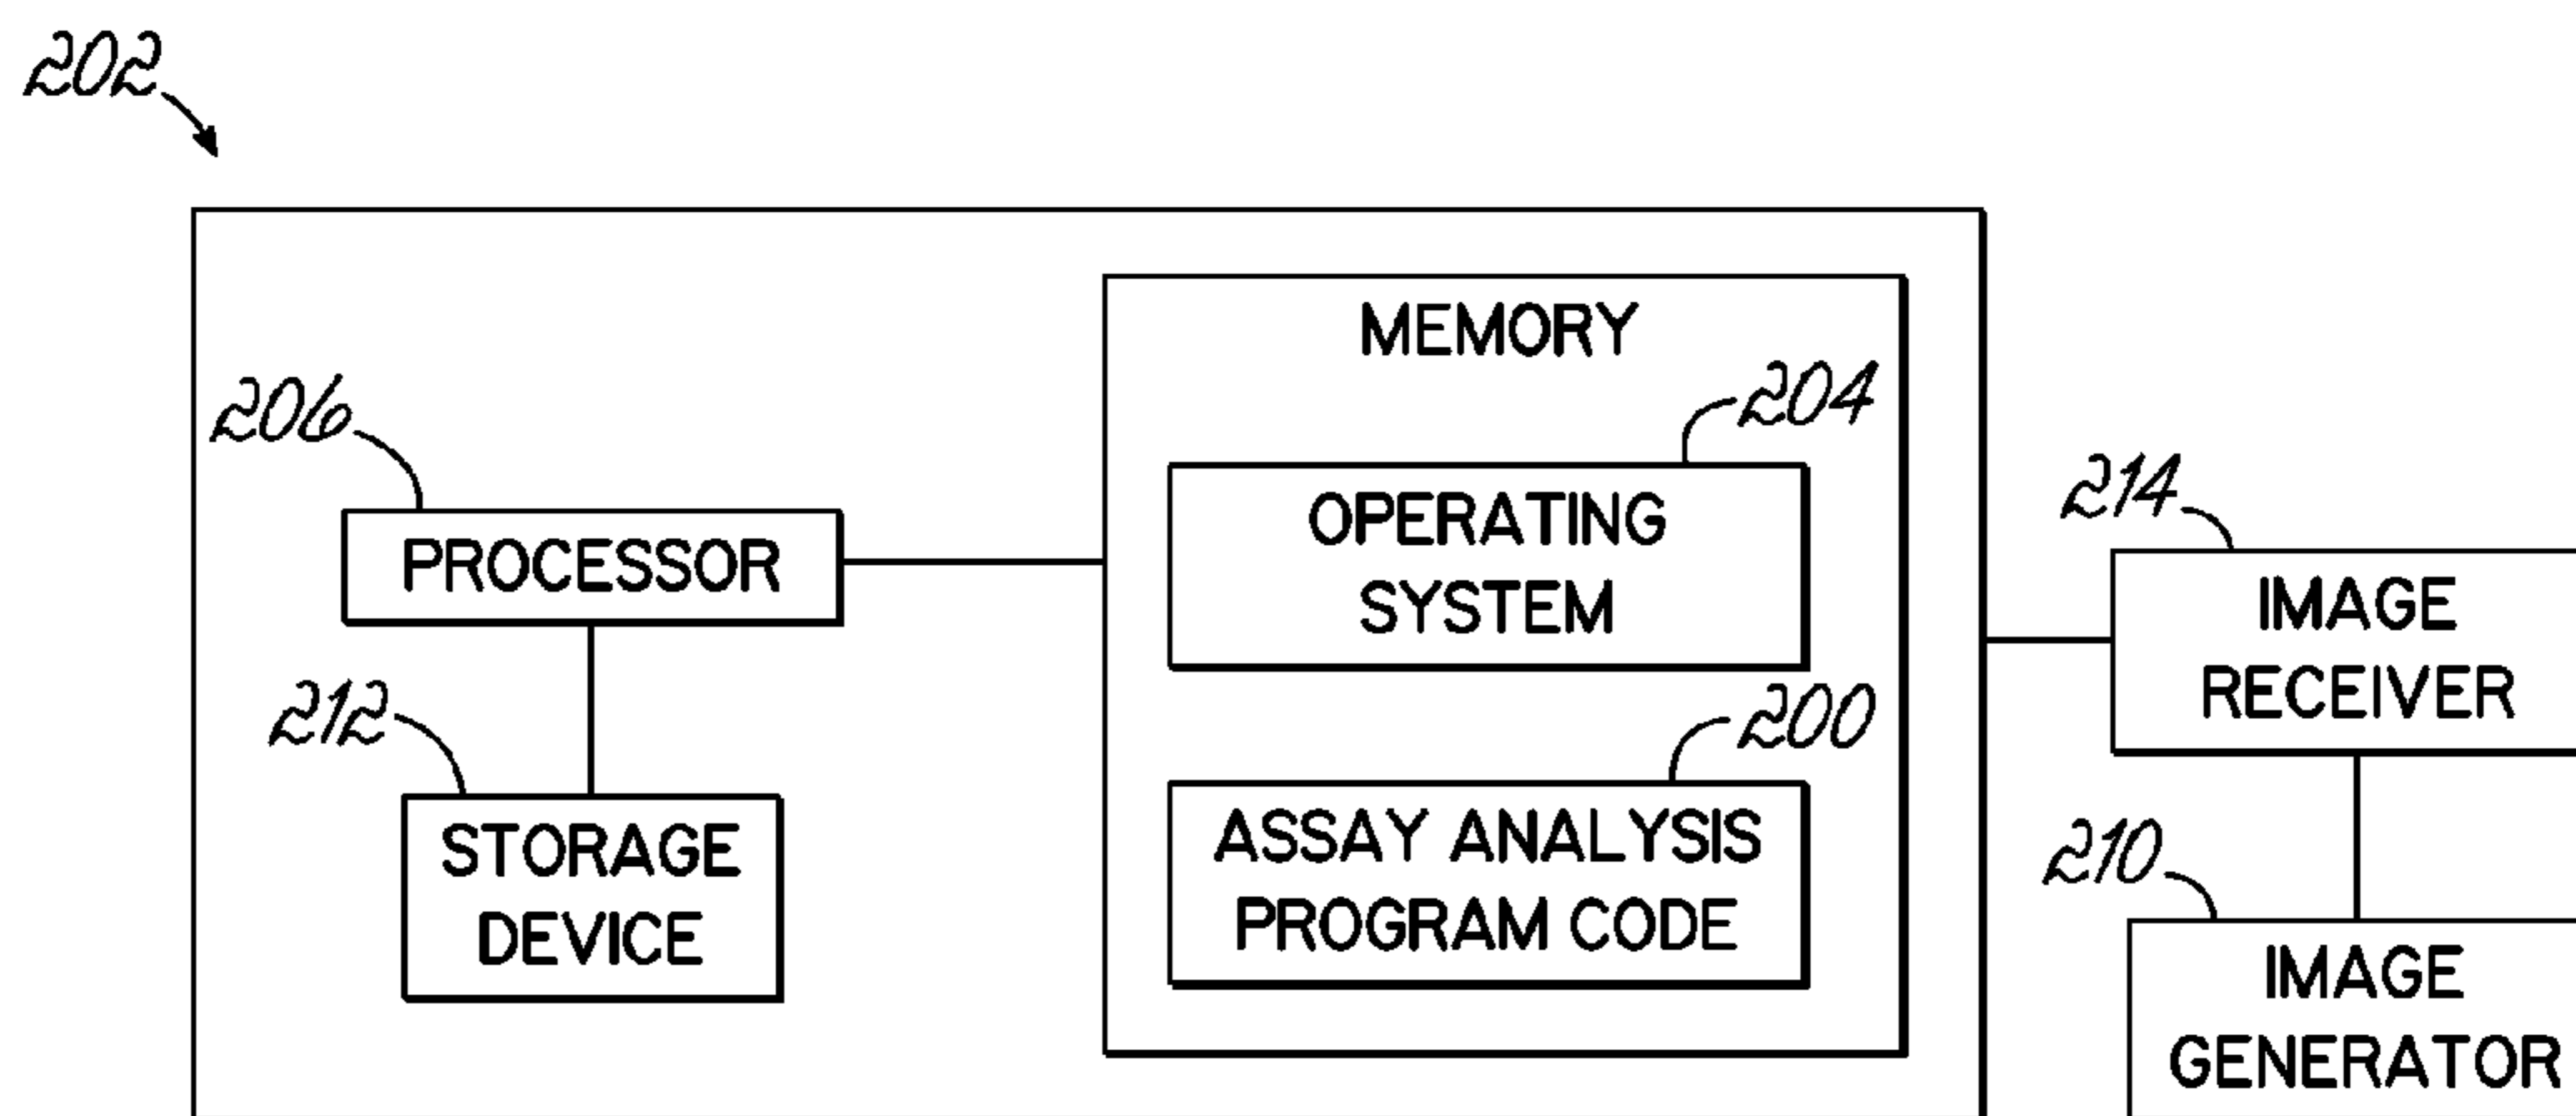 202
MEMORY
204
206
OPERATING
SYSTEM
PROCESSOR
214
IMAGE
RECEIVER
212
200
STORAGE
DEVICE
ASSAY ANALYSIS
PROGRAM CODE
210
IMAGE
GENERATOR